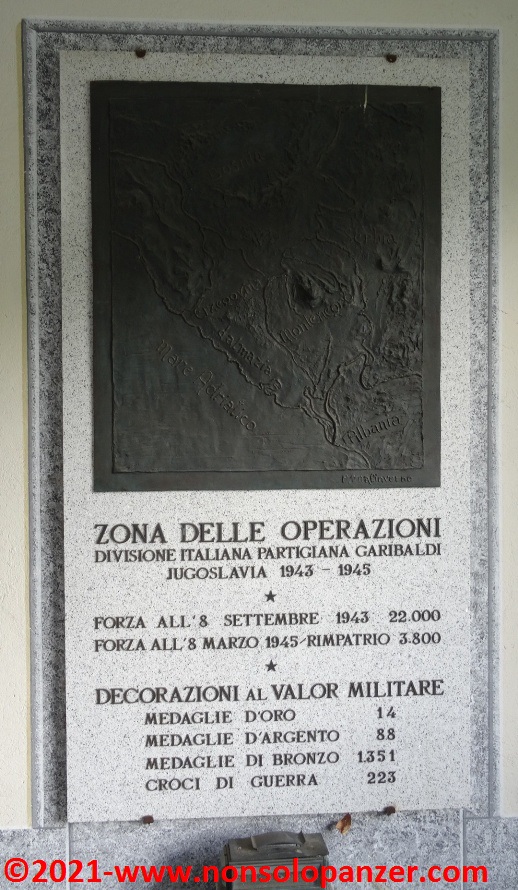 Mare Adriatico
Dalmazia
Albania
ZONA DELLE OPERAZIONI
DIVISIONE ITALIANA PARTIGIANA GARIBALDI
JUGOSLAVIA 1943 - 1945
FORZA ALL'8 SETTEMBRE 1943 22.000
FORZA ALL'8 MARZO 1945-RIMPATRIO 3.800
DECORAZIONI AL VALOR MILITARE
MEDAGLIE D'ORO 14
MEDAGLIE D'ARGENTO 88
MEDAGLIE DI BRONZO 1.351
CROCI DI GUERRA 223
©2021-www.nonsolopanzer.com